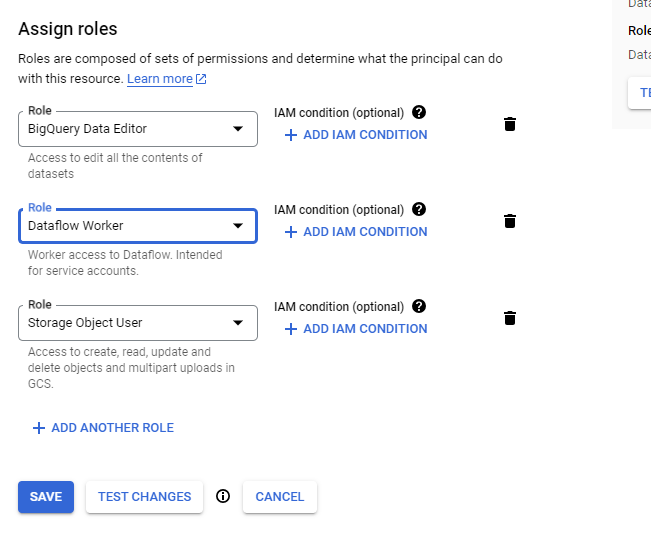 Assign roles
Roles are composed of sets of permissions and determine what the principal can do
with this resource. Learn more
Role
BigQuery Data Editor
IAM condition (optional)
ADD IAM CONDITION
Access to edit all the contents of
datasets
Role
Dataflow Worker
IAM condition (optional)
ADD IAM CONDITION
Worker access to Dataflow. Intended
for service accounts.
Role
Storage Object User
IAM condition (optional)
ADD IAM CONDITION
Access to create, read, update and
delete objects and multipart uploads in
GCS.
ADD ANOTHER ROLE
SAVE
TEST CHANGES
CANCEL
Data
Role
Data
TE